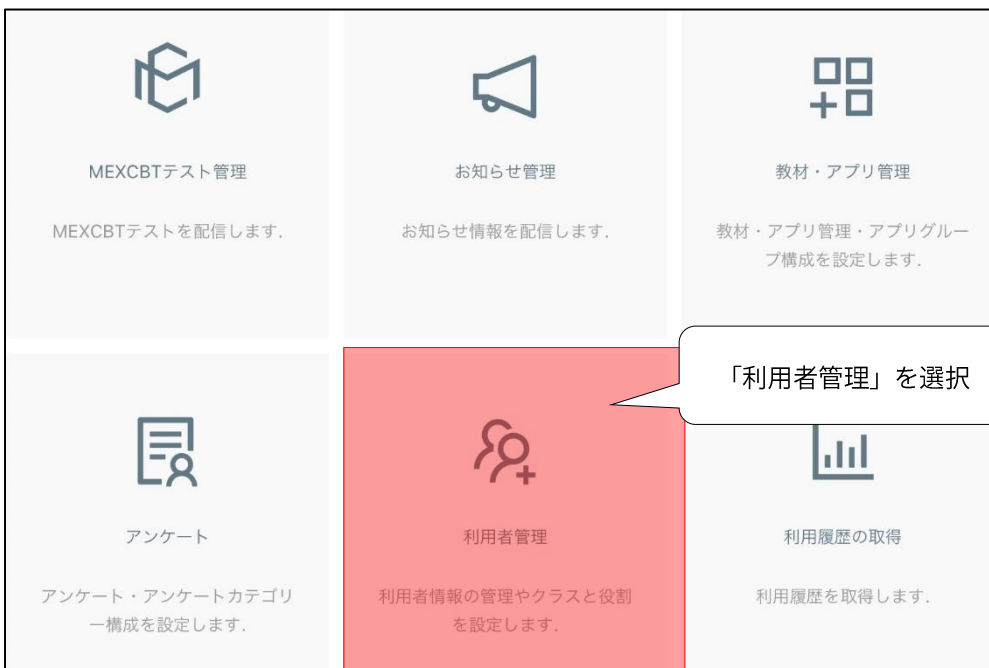 MEXCBTテスト管理
MEXCBTテストを配信します.
お知らせ管理
お知らせ情報を配信します.
教材・アプリ管理
教材・アプリ管理・アプリグルー
プ構成を設定します.
「利用者管理」を選択
アンケート
アンケート・アンケートカテゴリ
ー構成を設定します.
利用者管理
利用者情報の管理やクラスと役割
を設定します.
利用履歴の取得
利用履歴を取得します.